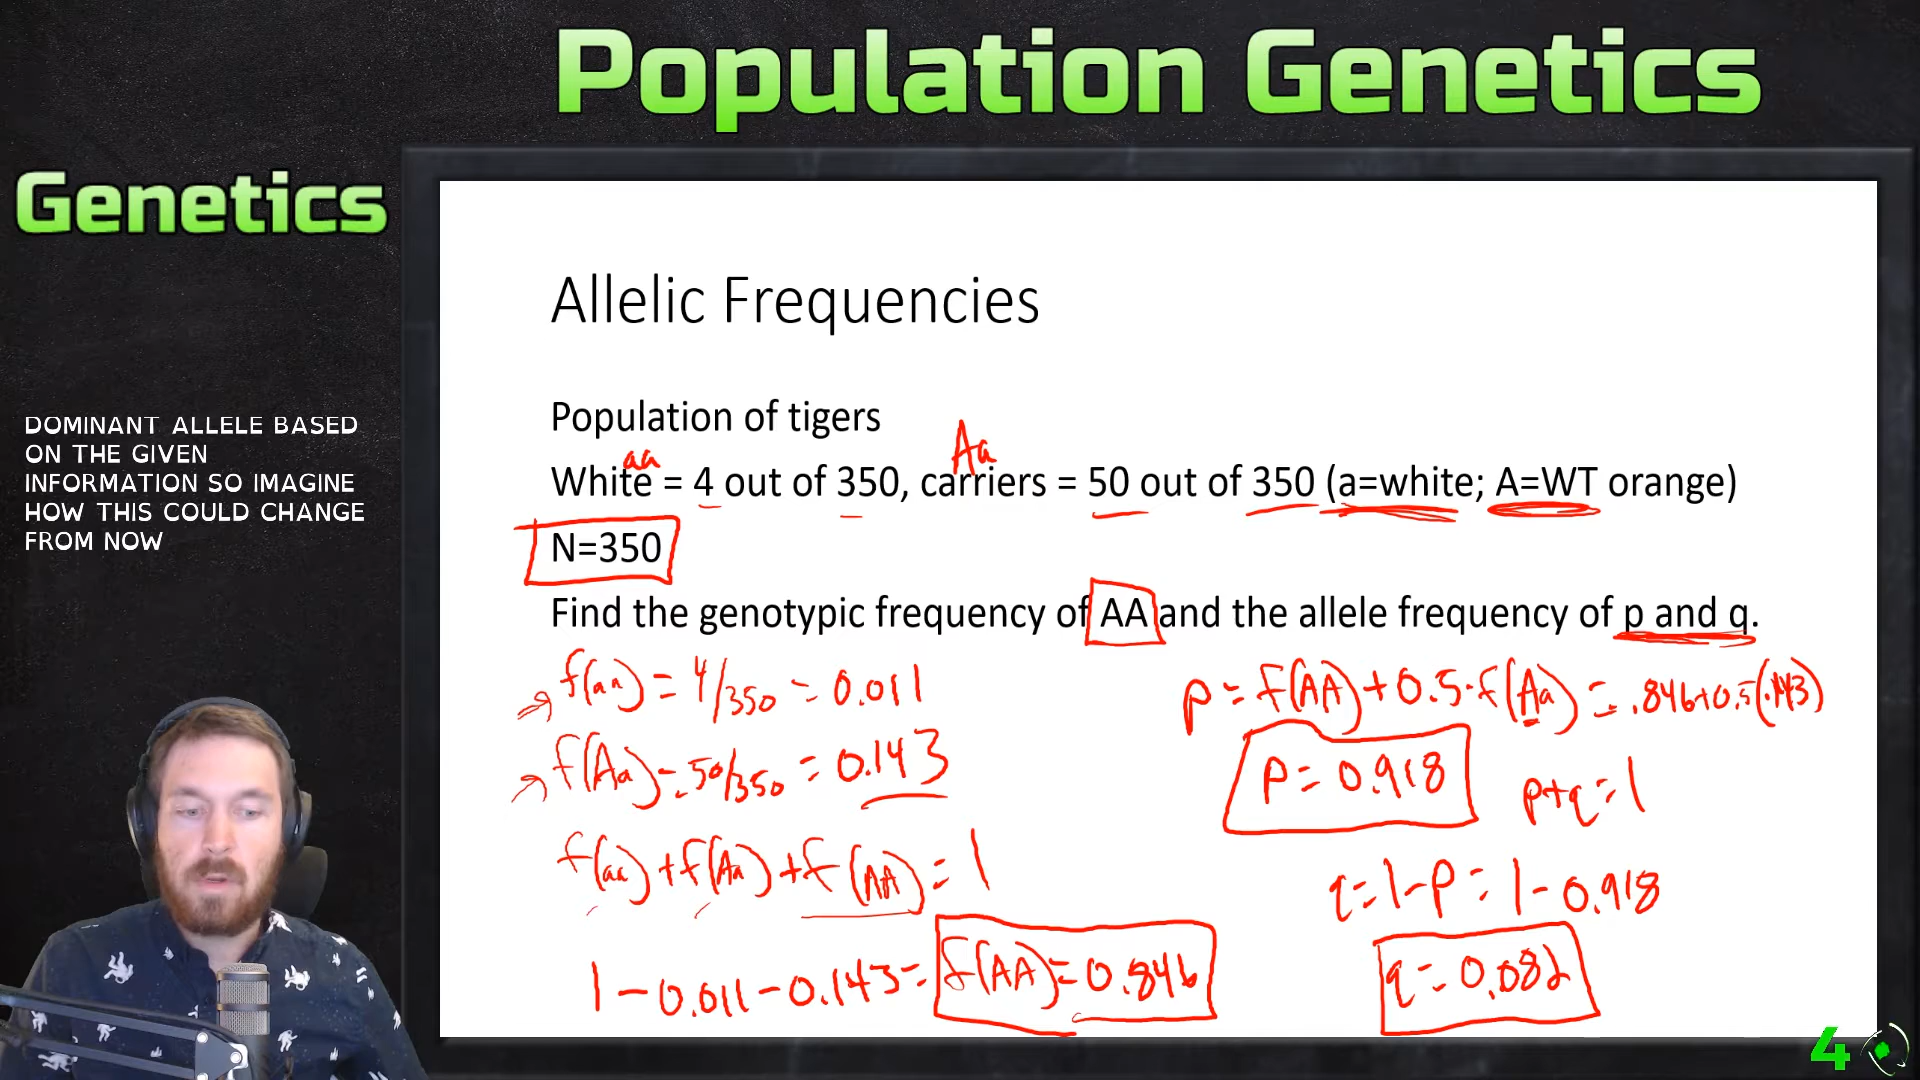 Population Genetics
Genetics
DOMINANT ALLELE BASED
ON THE GIVEN
INFORMATION SO IMAGINE
HOW THIS COULD CHANGE
FROM NOW
Allelic Frequencies
Population of tigers
aa Aa
White = 4 out of 350, carriers = 50 out of 350 (a=white; A=WT orange)
N=350
Find the genotypic frequency of AA and the allele frequency of p and q.
f(aa) = 4/350 = 0.011
f(Aa) = 50/350 = 0.143
f(aa) + f(Aa) + f(AA) = 1
1 - 0.011 - 0.143 = f(AA) = 0.846
p = f(AA) + 0.5 · f(Aa) = .846 + 0.5(.143)
p = 0.918
p+q = 1
q = 1 - p = 1 - 0.918
q = 0.082
4